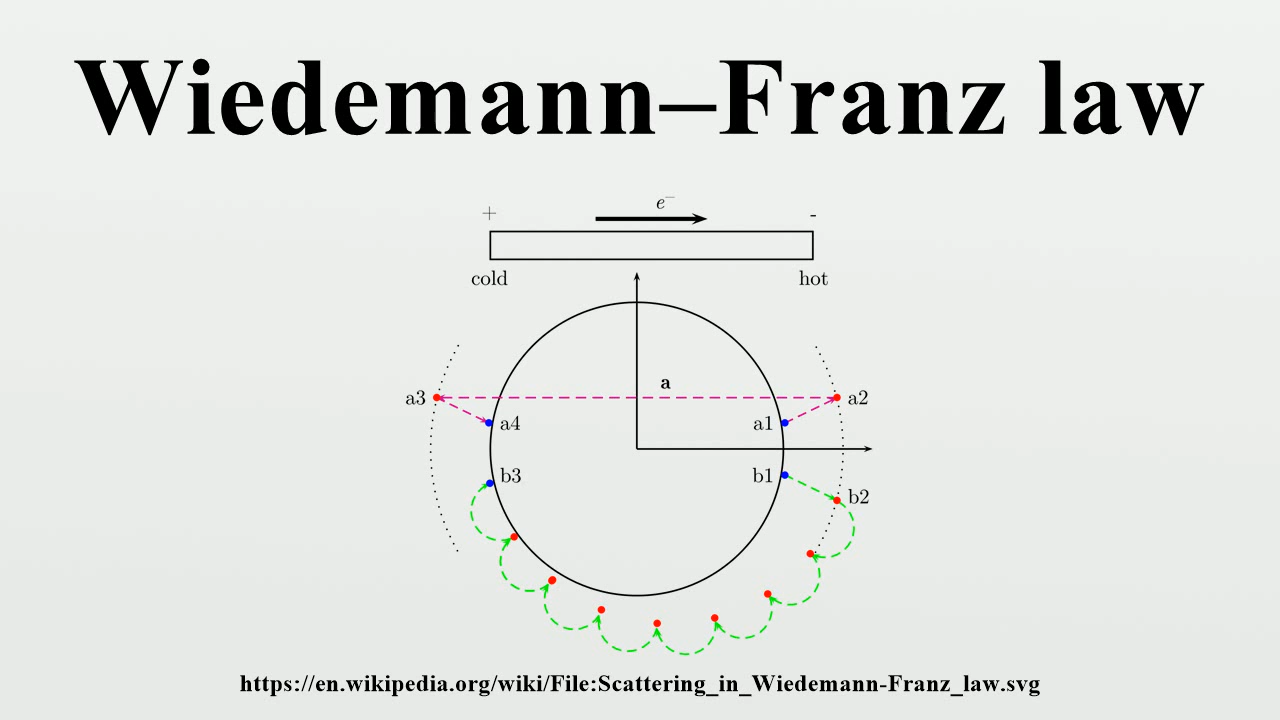 Wiedemann–Franz law
e⁻
+ -
cold hot
a
a3 a2
a4 a1
b3 b1
b2
https://en.wikipedia.org/wiki/File:Scattering_in_Wiedemann-Franz_law.svg